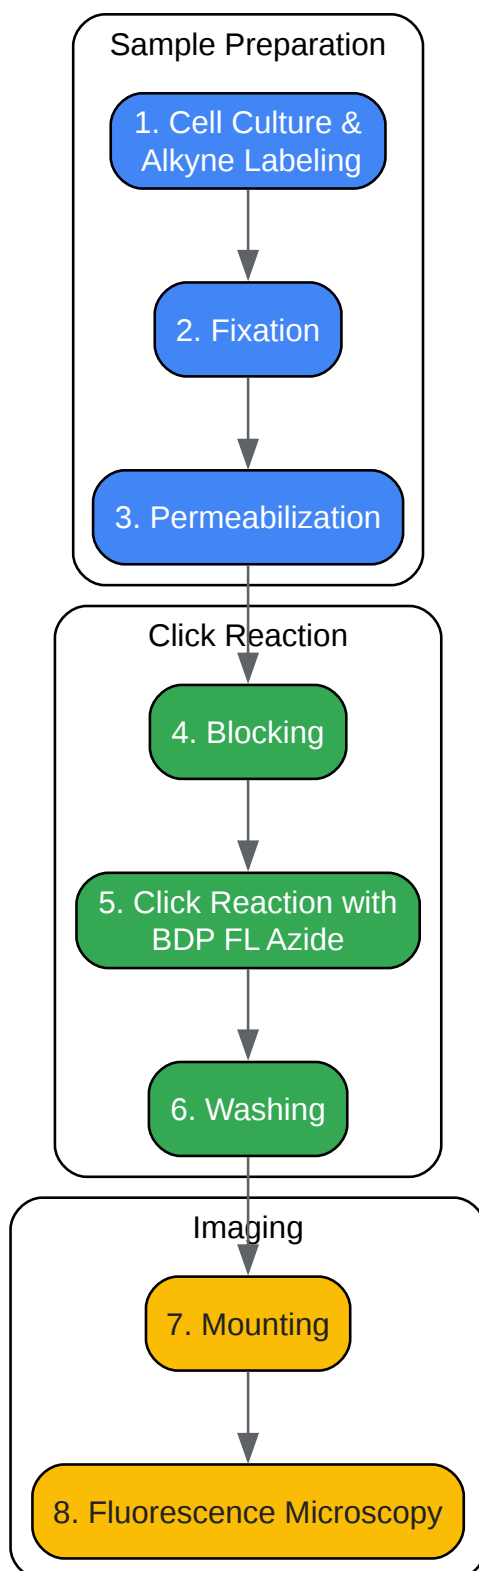 Sample Preparation
1. Cell Culture &
Alkyne Labeling
2. Fixation
3. Permeabilization
Click Reaction
4. Blocking
5. Click Reaction with
BDP FL Azide
6. Washing
Imaging
7. Mounting
8. Fluorescence Microscopy